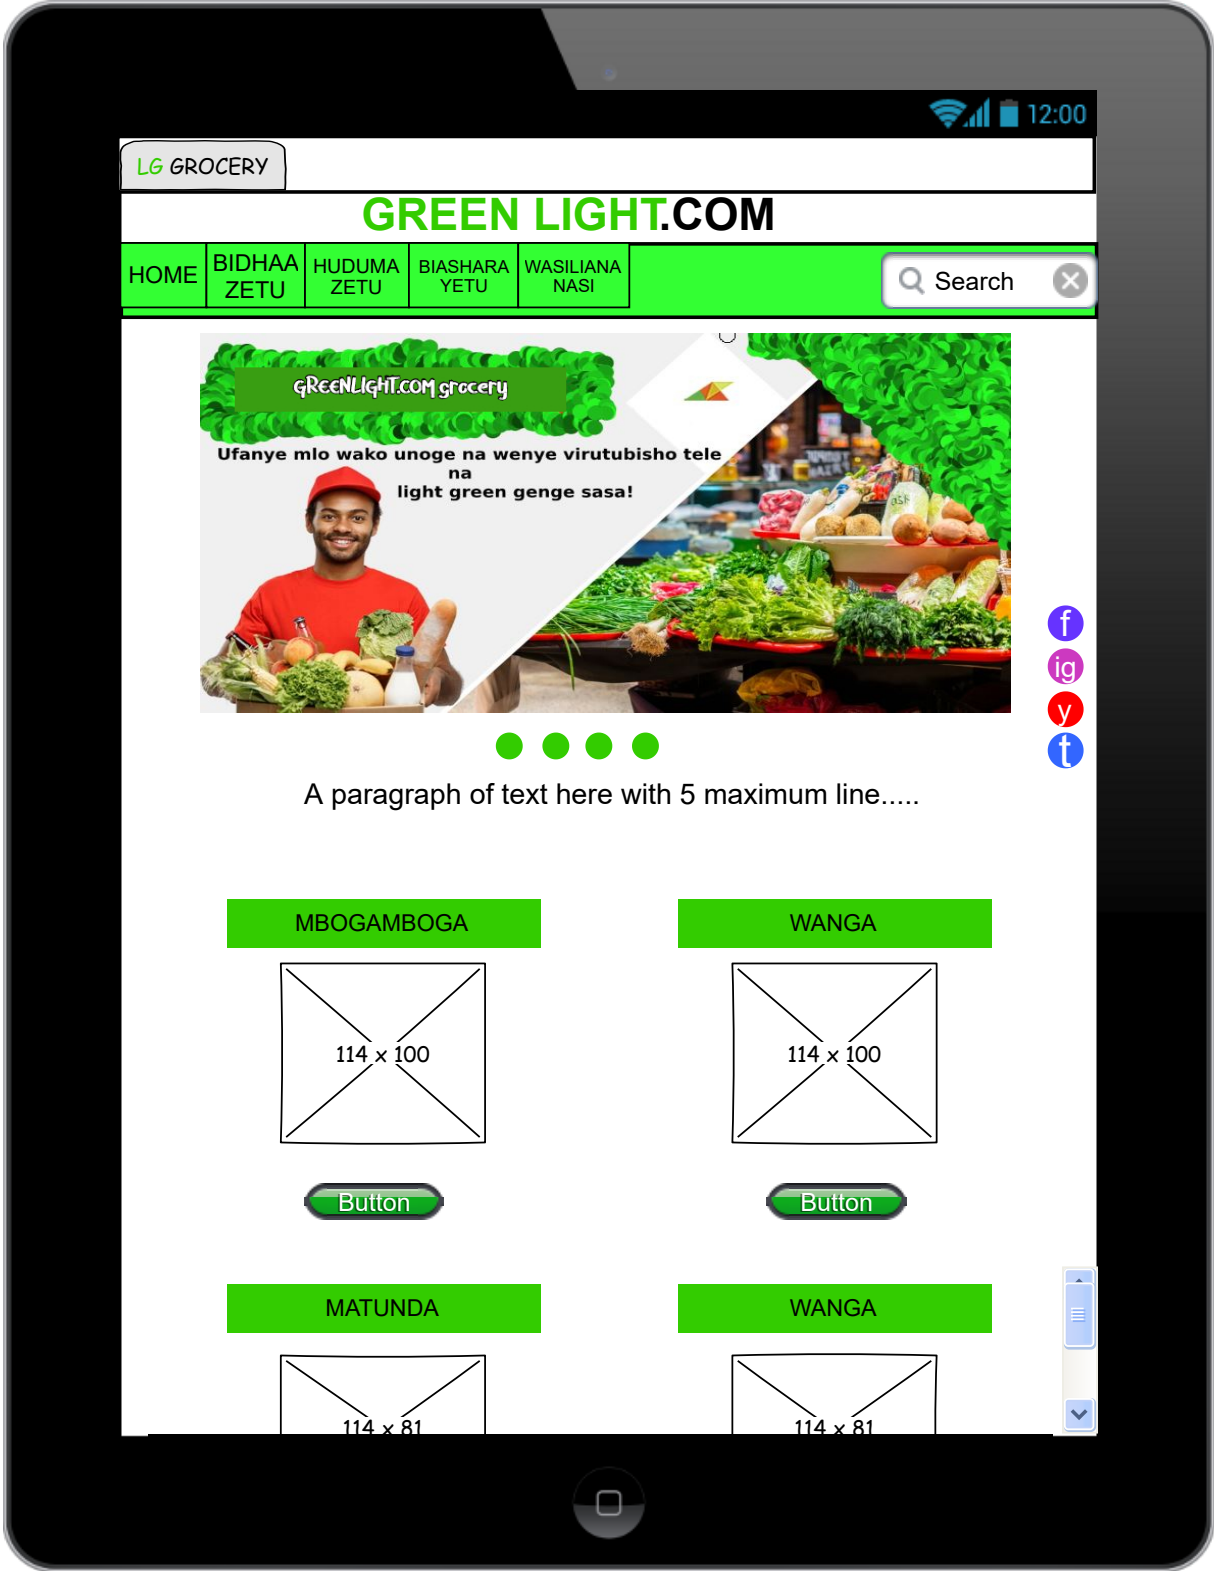 12:00
LG GROCERY
GREEN LIGHT.COM
HOME
BIDHAA
ZETU
HUDUMA
ZETU
BIASHARA
YETU
WASILIANA
NASI
Search
GREENLIGHT.COM grocery
Ufanye mlo wako unoge na wenye virutubisho tele
na
light green genge sasa!
f
ig
y
t
A paragraph of text here with 5 maximum line.....
MBOGAMBOGA
WANGA
114 x 100
114 x 100
Button
Button
MATUNDA
WANGA
114 x 81
114 x 81